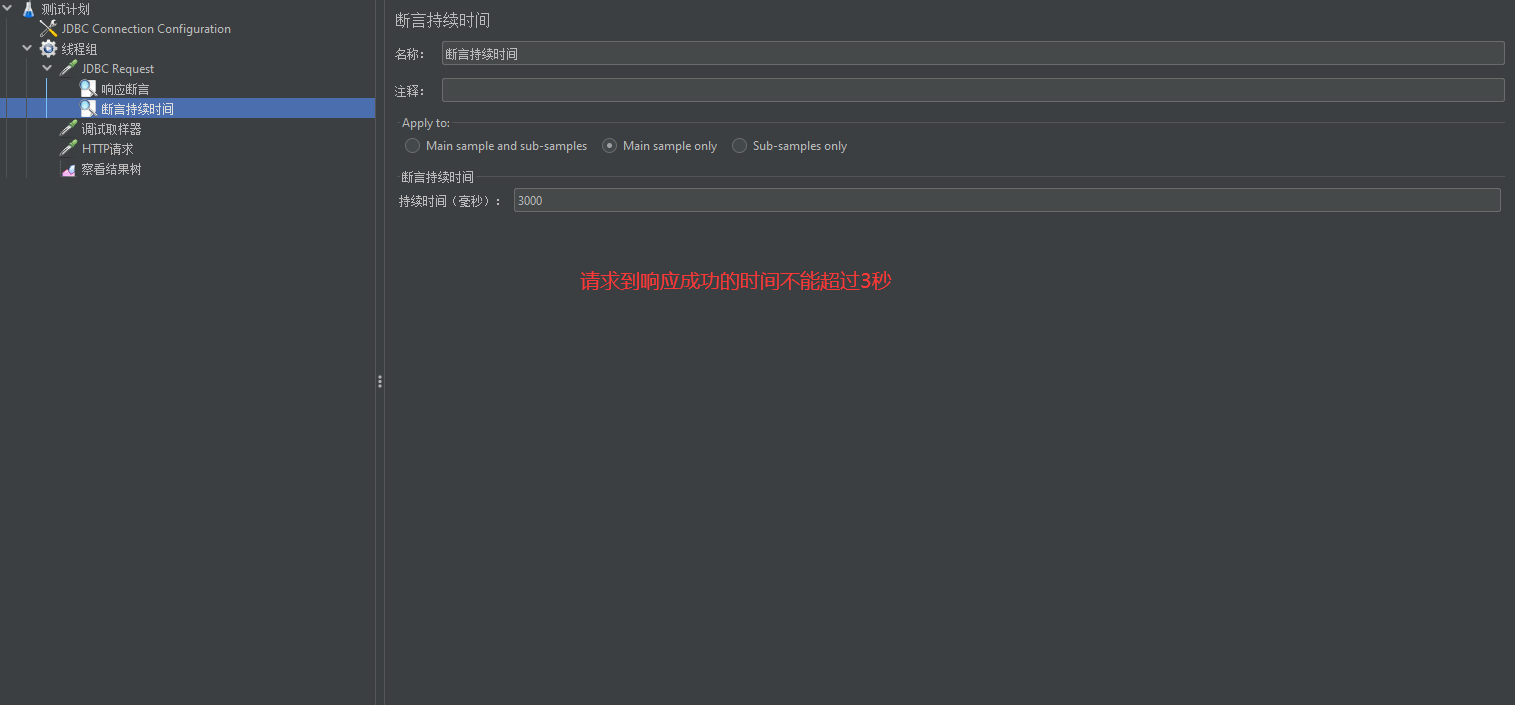 测试计划
JDBC Connection Configuration
线程组
JDBC Request
响应断言
断言持续时间
调试取样器
HTTP请求
察看结果树
断言持续时间
名称： 断言持续时间
注释：
Apply to:
Main sample and sub-samples Main sample only Sub-samples only
断言持续时间
持续时间（毫秒）： 3000
请求到响应成功的时间不能超过3秒